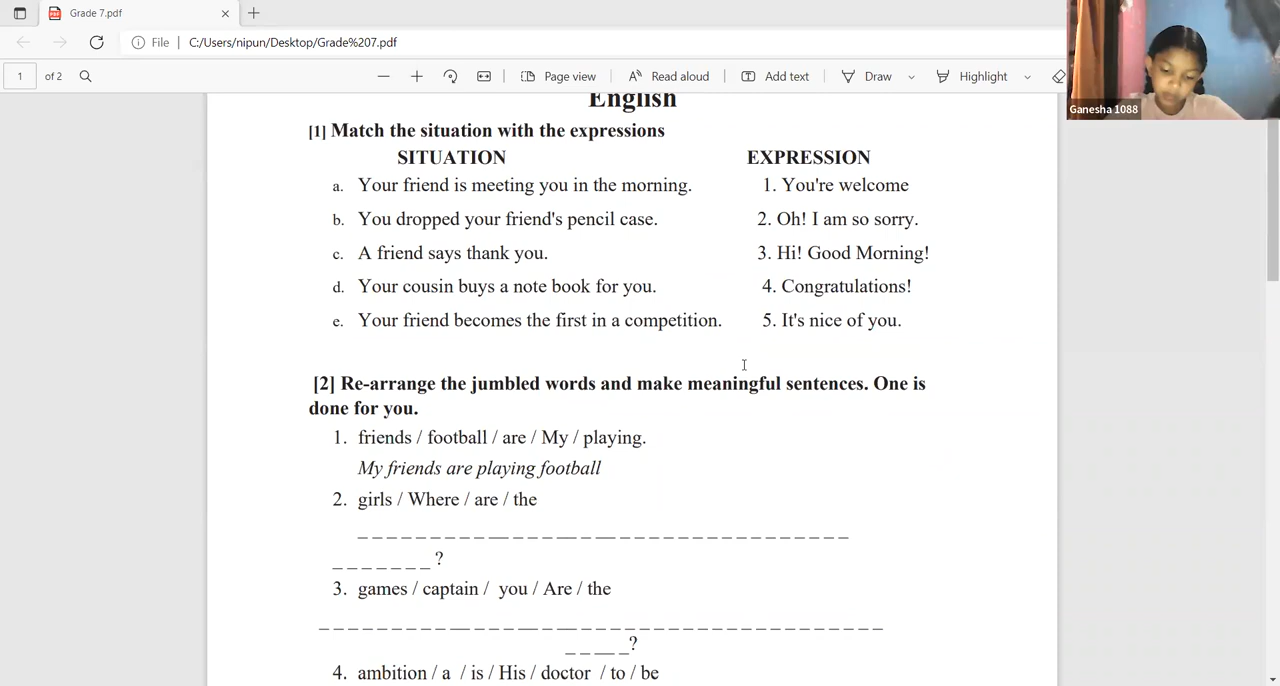 Grade 7.pdf
File | C:/Users/nipun/Desktop/Grade%207.pdf
1 of 2 Page view Read aloud Add text Draw Highlight
Ganesha 1088
English
[1] Match the situation with the expressions
SITUATION EXPRESSION
a. Your friend is meeting you in the morning. 1. You're welcome
b. You dropped your friend's pencil case. 2. Oh! I am so sorry.
c. A friend says thank you. 3. Hi! Good Morning!
d. Your cousin buys a note book for you. 4. Congratulations!
e. Your friend becomes the first in a competition. 5. It's nice of you.
[2] Re-arrange the jumbled words and make meaningful sentences. One is
done for you.
1. friends / football / are / My / playing.
My friends are playing football
2. girls / Where / are / the
?
3. games / captain / you / Are / the
?
4. ambition / a / is / His / doctor / to / be